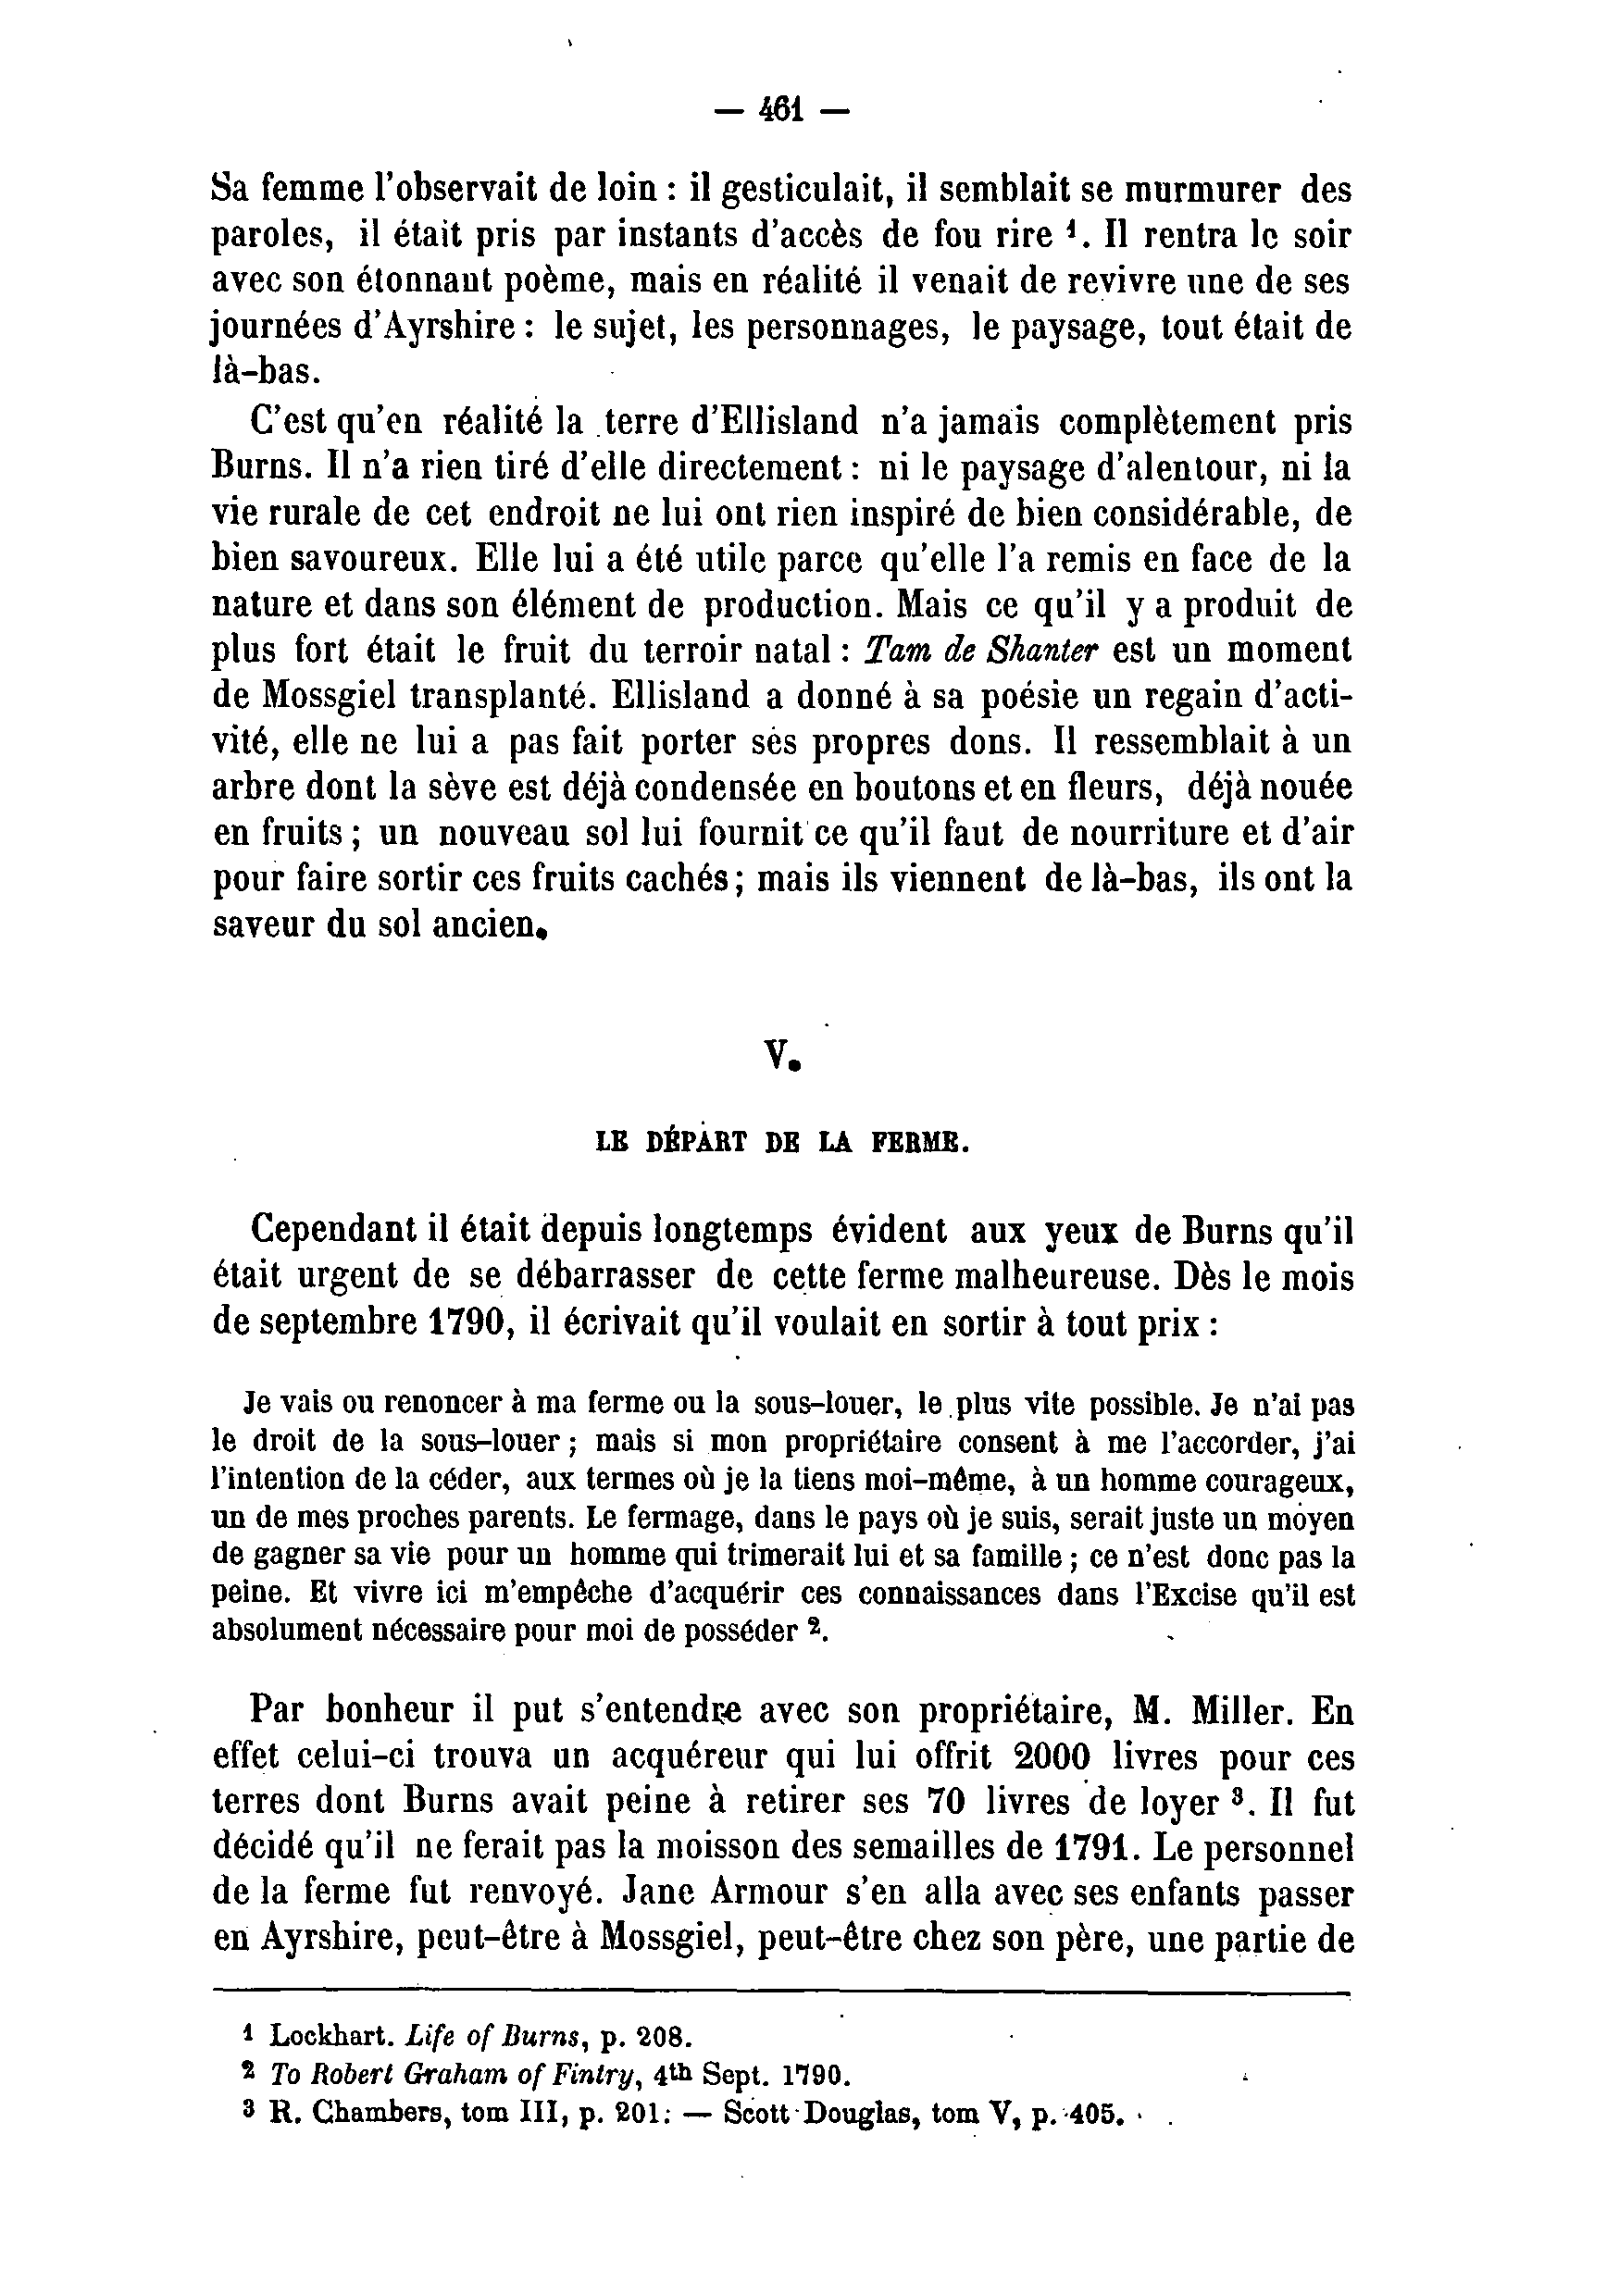 — 461 —
Sa femme l'observait de loin : il gesticulait, il semblait se murmurer des
paroles, il était pris par instants d'accès de fou rire ¹. Il rentra le soir
avec son étonnant poème, mais en réalité il venait de revivre une de ses
journées d'Ayrshire : le sujet, les personnages, le paysage, tout était de
là-bas.
C'est qu'en réalité la terre d'Ellisland n'a jamais complètement pris
Burns. Il n'a rien tiré d'elle directement : ni le paysage d'alentour, ni la
vie rurale de cet endroit ne lui ont rien inspiré de bien considérable, de
bien savoureux. Elle lui a été utile parce qu'elle l'a remis en face de la
nature et dans son élément de production. Mais ce qu'il y a produit de
plus fort était le fruit du terroir natal : Tam de Shanter est un moment
de Mossgiel transplanté. Ellisland a donné à sa poésie un regain d'acti-
vité, elle ne lui a pas fait porter ses propres dons. Il ressemblait à un
arbre dont la sève est déjà condensée en boutons et en fleurs, déjà nouée
en fruits ; un nouveau sol lui fournit ce qu'il faut de nourriture et d'air
pour faire sortir ces fruits cachés ; mais ils viennent de là-bas, ils ont la
saveur du sol ancien.
V.
LE DÉPART DE LA FERME.
Cependant il était depuis longtemps évident aux yeux de Burns qu'il
était urgent de se débarrasser de cette ferme malheureuse. Dès le mois
de septembre 1790, il écrivait qu'il voulait en sortir à tout prix :
Je vais ou renoncer à ma ferme ou la sous-louer, le plus vite possible. Je n'ai pas
le droit de la sous-louer ; mais si mon propriétaire consent à me l'accorder, j'ai
l'intention de la céder, aux termes où je la tiens moi-même, à un homme courageux,
un de mes proches parents. Le fermage, dans le pays où je suis, serait juste un moyen
de gagner sa vie pour un homme qui trimerait lui et sa famille ; ce n'est donc pas la
peine. Et vivre ici m'empêche d'acquérir ces connaissances dans l'Excise qu'il est
absolument nécessaire pour moi de posséder ².
Par bonheur il put s'entendre avec son propriétaire, M. Miller. En
effet celui-ci trouva un acquéreur qui lui offrit 2000 livres pour ces
terres dont Burns avait peine à retirer ses 70 livres de loyer ³. Il fut
décidé qu'il ne ferait pas la moisson des semailles de 1791. Le personnel
de la ferme fut renvoyé. Jane Armour s'en alla avec ses enfants passer
en Ayrshire, peut-être à Mossgiel, peut-être chez son père, une partie de
¹ Lockhart. Life of Burns, p. 208.
² To Robert Graham of Fintry, 4th Sept. 1790.
³ R. Chambers, tom III, p. 201: — Scott Douglas, tom V, p. 405.